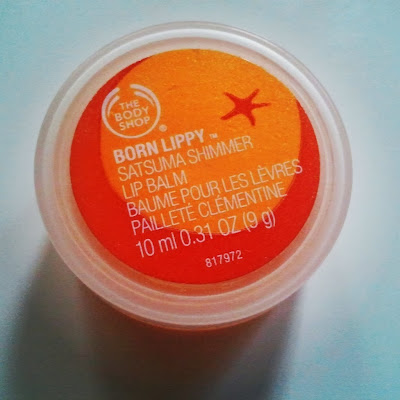 THE
BODY
SHOP
BORN LIPPY™
SATSUMA SHIMMER
LIP BALM
BAUME POUR LES LÈVRES
PAILLETÉ CLÉMENTINE
10 ml 0.31 OZ (9 g)
817972